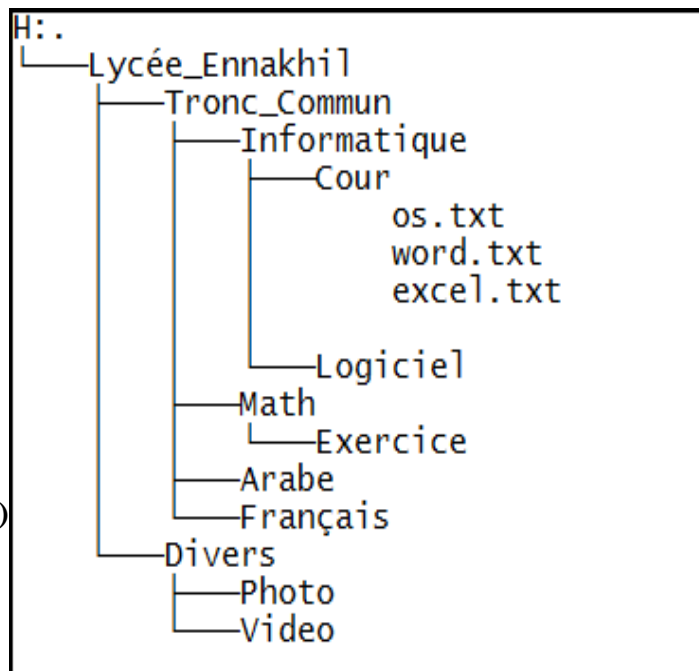 H:.
Lycée_Ennakhil
Tronc_Commun
Informatique
Cour
os.txt
word.txt
excel.txt
Logiciel
Math
Exercice
Arabe
)
Français
Divers
Photo
Video